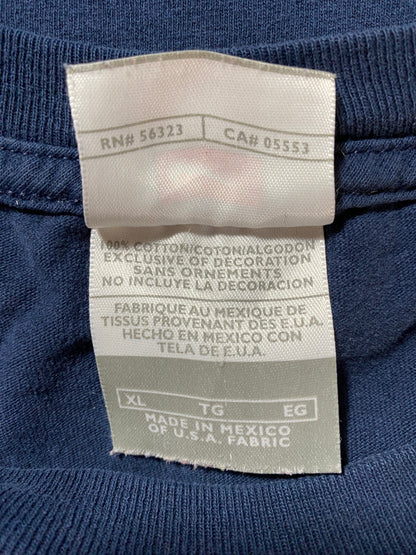 RN# 56323 CA# 05553
100% COTTON/COTON/ALGODON
EXCLUSIVE OF DECORATION
SANS ORNEMENTS
NO INCLUYE LA DECORACION
FABRIQUE AU MEXIQUE DE
TISSUS PROVENANT DES E.U.A.
HECHO EN MEXICO CON
TELA DE E.U.A.
XL TG EG
MADE IN MEXICO
OF U.S.A. FABRIC